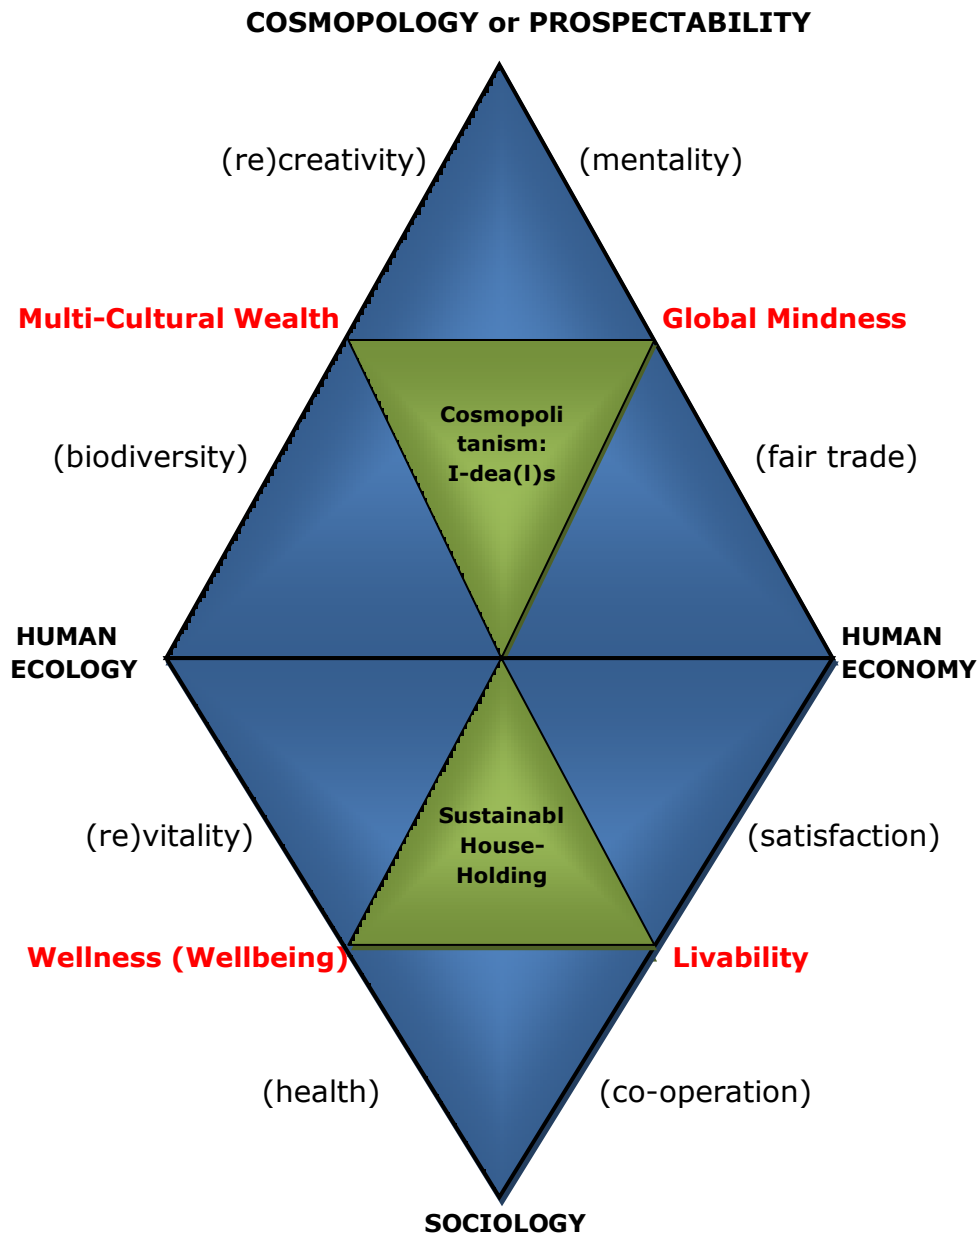 COSMOPOLOGY or PROSPECTABILITY
(re)creativity)
(mentality)
Multi-Cultural Wealth
Global Mindness
Cosmopoli
tanism:
I-dea(l)s
(biodiversity)
(fair trade)
HUMAN
ECOLOGY
HUMAN
ECONOMY
Sustainabl
House-
Holding
(re)vitality)
(satisfaction)
Wellness (Wellbeing)
Livability
(health)
(co-operation)
SOCIOLOGY